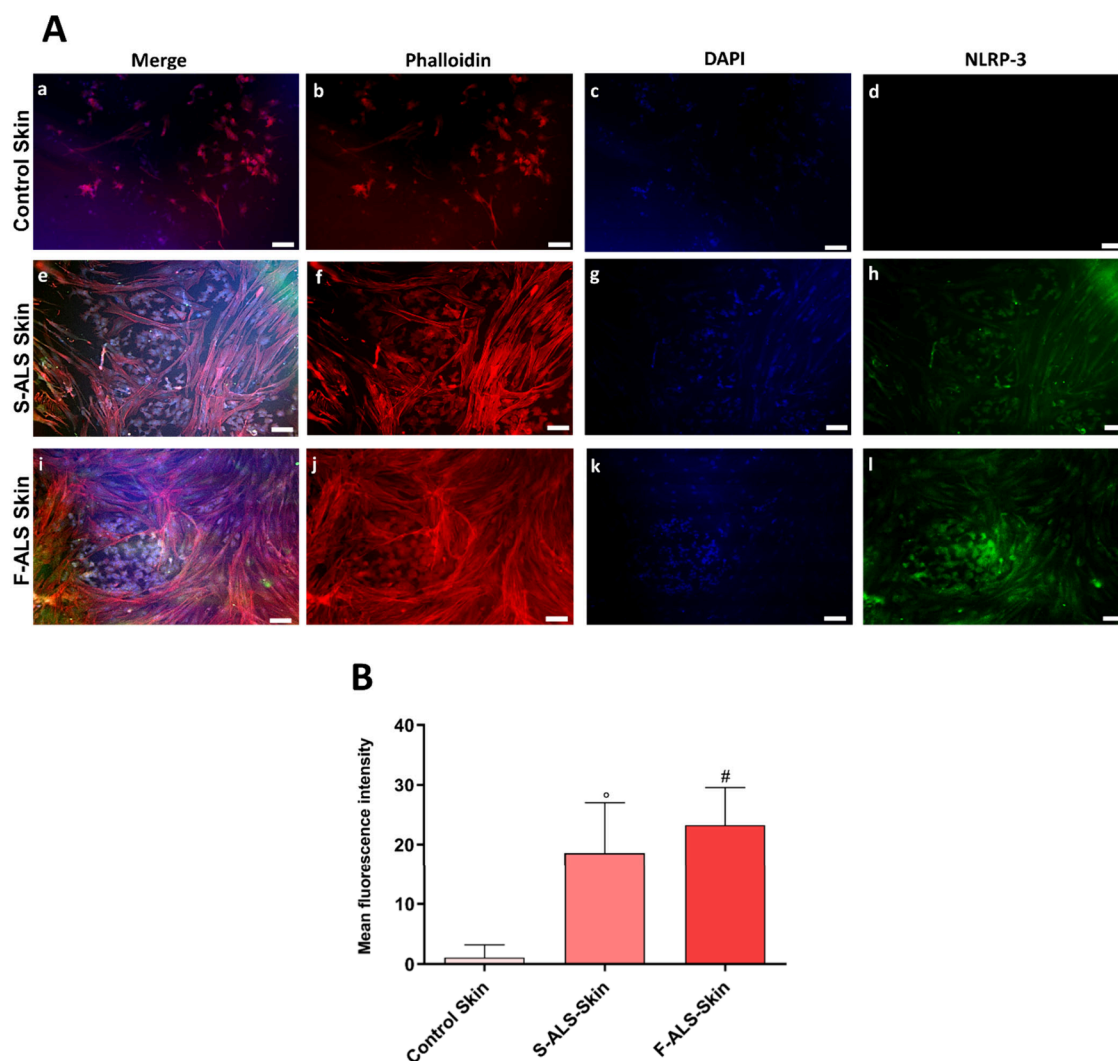 A
Merge Phalloidin DAPI NLRP-3
Control Skin
a b c d
S-ALS Skin
e f g h
F-ALS Skin
i j k l
B
Mean fluorescence intensity
40
30
20
10
0
°
#
Control Skin
S-ALS-Skin
F-ALS-Skin